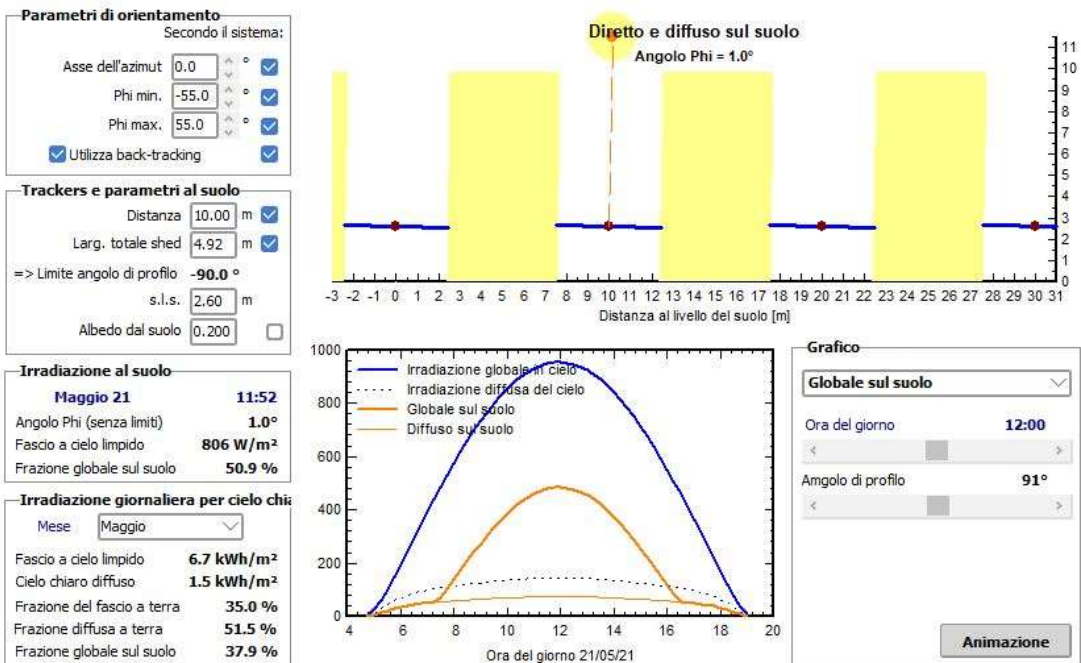 Parametri di orientamento
Secondo il sistema:
Asse dell'azimut 0.0 °
Phi min. -55.0 °
Phi max. 55.0 °
Utilizza back-tracking
Trackers e parametri al suolo
Distanza 10.00 m
Larg. totale shed 4.92 m
=> Limite angolo di profilo -90.0 °
s.l.s. 2.60 m
Albedo dal suolo 0.200
Irradiazione al suolo
Maggio 21 11:52
Angolo Phi (senza limiti) 1.0°
Fascio a cielo limpido 806 W/m²
Frazione globale sul suolo 50.9 %
Irradiazione giornaliera per cielo chia
Mese Maggio
Fascio a cielo limpido 6.7 kWh/m²
Cielo chiaro diffuso 1.5 kWh/m²
Frazione del fascio a terra 35.0 %
Frazione diffusa a terra 51.5 %
Frazione globale sul suolo 37.9 %
Diretto e diffuso sul suolo
Angolo Phi = 1.0°
11
10
9
8
7
6
5
4
3
2
1
0
-3 -2 -1 0 1 2 3 4 5 6 7 8 9 10 11 12 13 14 15 16 17 18 19 20 21 22 23 24 25 26 27 28 29 30 31
Distanza al livello del suolo [m]
1000
800
600
400
200
0
Irradiazione globale in cielo
Irradiazione diffusa del cielo
Globale sul suolo
Diffuso sul suolo
4 6 8 10 12 14 16 18 20
Ora del giorno 21/05/21
Grafico
Globale sul suolo
Ora del giorno 12:00
Amgolo di profilo 91°
Animazione